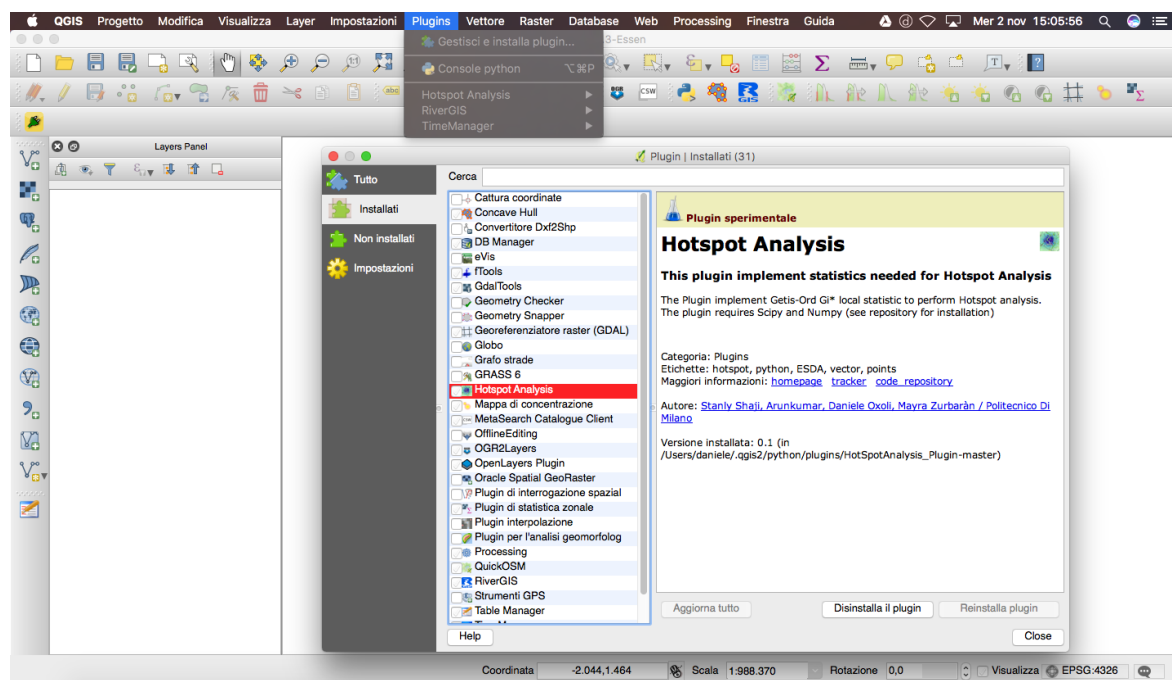 QGIS Progetto Modifica Visualizza Layer Impostazioni Plugins Vettore Raster Database Web Processing Finestra Guida Mer 2 nov 15:05:56
3-Essen
Gestisci e installa plugin...
Console python ⌥⌘P
Hotspot Analysis
RiverGIS
TimeManager
Layers Panel
Plugin | Installati (31)
Tutto
Installati
Non installati
Impostazioni
Cerca
Cattura coordinate
Concave Hull
Convertitore Dxf2Shp
DB Manager
eVis
fTools
GdalTools
Geometry Checker
Geometry Snapper
Georeferenziatore raster (GDAL)
Globo
Grafo strade
GRASS 6
Hotspot Analysis
Mappa di concentrazione
MetaSearch Catalogue Client
OfflineEditing
OGR2Layers
OpenLayers Plugin
Oracle Spatial GeoRaster
Plugin di interrogazione spazial
Plugin di statistica zonale
Plugin interpolazione
Plugin per l'analisi geomorfolog
Processing
QuickOSM
RiverGIS
Strumenti GPS
Table Manager
Plugin sperimentale
Hotspot Analysis
This plugin implement statistics needed for Hotspot Analysis
The Plugin implement Getis-Ord Gi* local statistic to perform Hotspot analysis.
The plugin requires Scipy and Numpy (see repository for installation)
Categoria: Plugins
Etichette: hotspot, python, ESDA, vector, points
Maggiori informazioni: homepage tracker code_repository
Autore: Stanly Shaji, Arunkumar, Daniele Oxoli, Mayra Zurbaràn / Politecnico Di
Milano
Versione installata: 0.1 (in
/Users/daniele/.qgis2/python/plugins/HotSpotAnalysis_Plugin-master)
Aggiorna tutto Disinstalla il plugin Reinstalla plugin
Help Close
Coordinata -2.044,1.464 Scala 1:988.370 Rotazione 0,0 Visualizza EPSG:4326